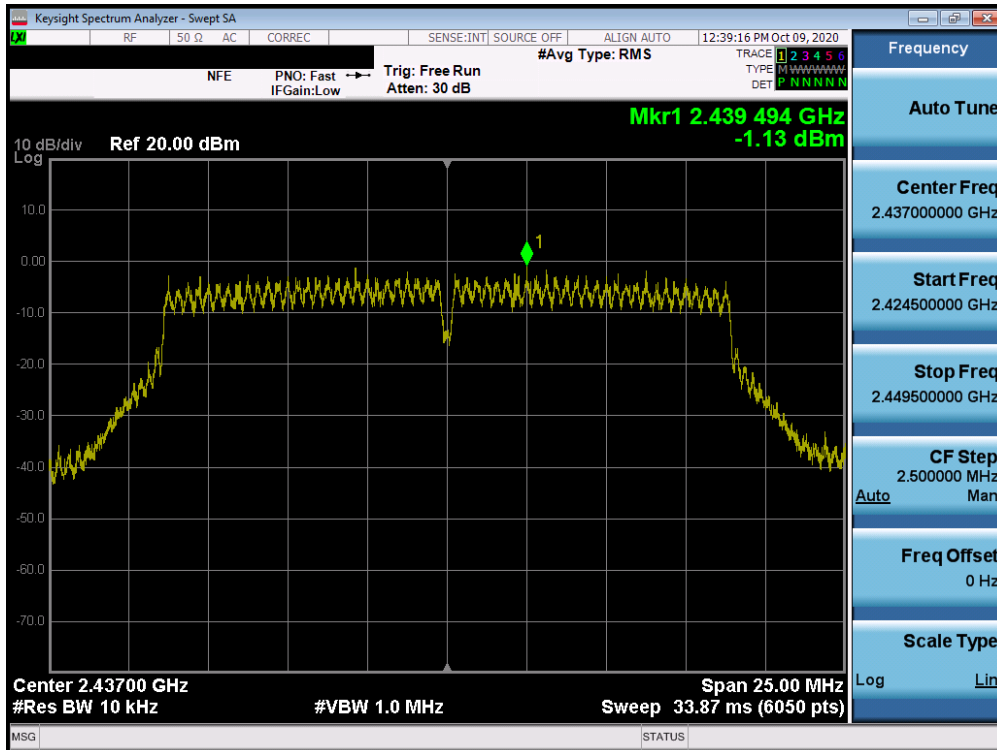 Keysight Spectrum Analyzer - Swept SA
LXI RF 50 Ω AC CORREC SENSE:INT SOURCE OFF ALIGN AUTO 12:39:16 PM Oct 09, 2020
NFE PNO: Fast Trig: Free Run #Avg Type: RMS TRACE 1 2 3 4 5 6
IFGain:Low Atten: 30 dB TYPE M WWWWW
DET P N N N N N
Mkr1 2.439 494 GHz
-1.13 dBm
10 dB/div Ref 20.00 dBm
Log
10.0
0.00
-10.0
-20.0
-30.0
-40.0
-50.0
-60.0
-70.0
1
Center 2.43700 GHz Span 25.00 MHz
#Res BW 10 kHz #VBW 1.0 MHz Sweep 33.87 ms (6050 pts)
MSG STATUS
Frequency
Auto Tune
Center Freq
2.437000000 GHz
Start Freq
2.424500000 GHz
Stop Freq
2.449500000 GHz
CF Step
2.500000 MHz
Auto Man
Freq Offset
0 Hz
Scale Type
Log Lin